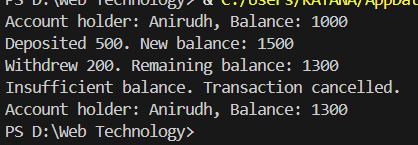 PS D:\Web Technology> & C:/Users/KATANA/AppDat
Account holder: Anirudh, Balance: 1000
Deposited 500. New balance: 1500
Withdrew 200. Remaining balance: 1300
Insufficient balance. Transaction cancelled.
Account holder: Anirudh, Balance: 1300
PS D:\Web Technology>